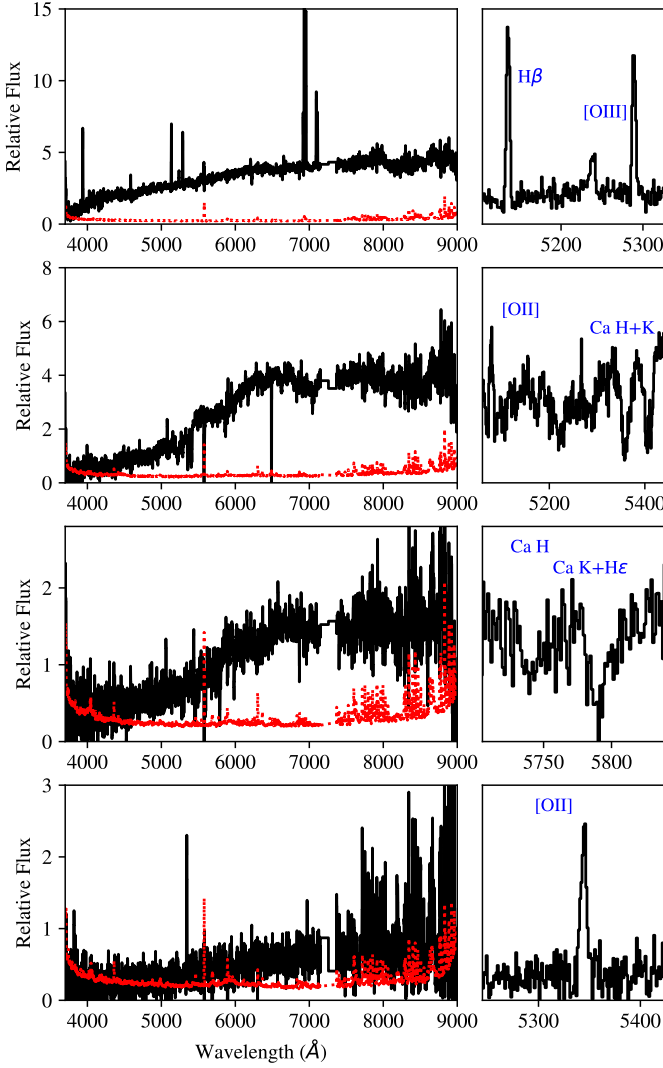 15
10
5
0
Relative Flux
4000 5000 6000 7000 8000 9000
Hβ
[OIII]
5200 5300
8
6
4
2
0
Relative Flux
4000 5000 6000 7000 8000 9000
[OII]
Ca H+K
5200 5400
2
1
0
Relative Flux
4000 5000 6000 7000 8000 9000
Ca H
Ca K+Hε
5750 5800
3
2
1
0
Relative Flux
4000 5000 6000 7000 8000 9000
[OII]
5300 5400
Wavelength (Å)